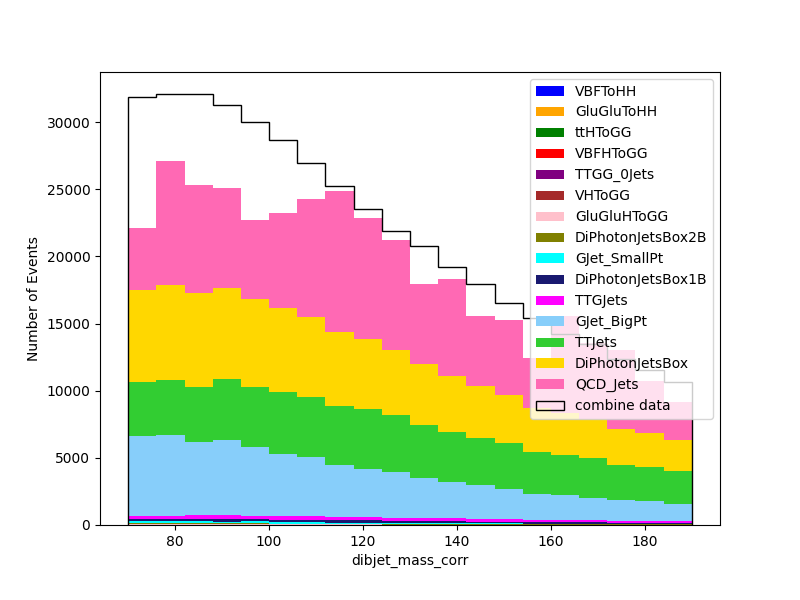 Number of Events
30000
25000
20000
15000
10000
5000
0
80
100
120
140
160
180
dibjet_mass_corr
VBFToHH
GluGluToHH
ttHToGG
VBFHToGG
TTGG_0Jets
VHToGG
GluGluHToGG
DiPhotonJetsBox2B
GJet_SmallPt
DiPhotonJetsBox1B
TTGJets
GJet_BigPt
TTJets
DiPhotonJetsBox
QCD_Jets
combine data